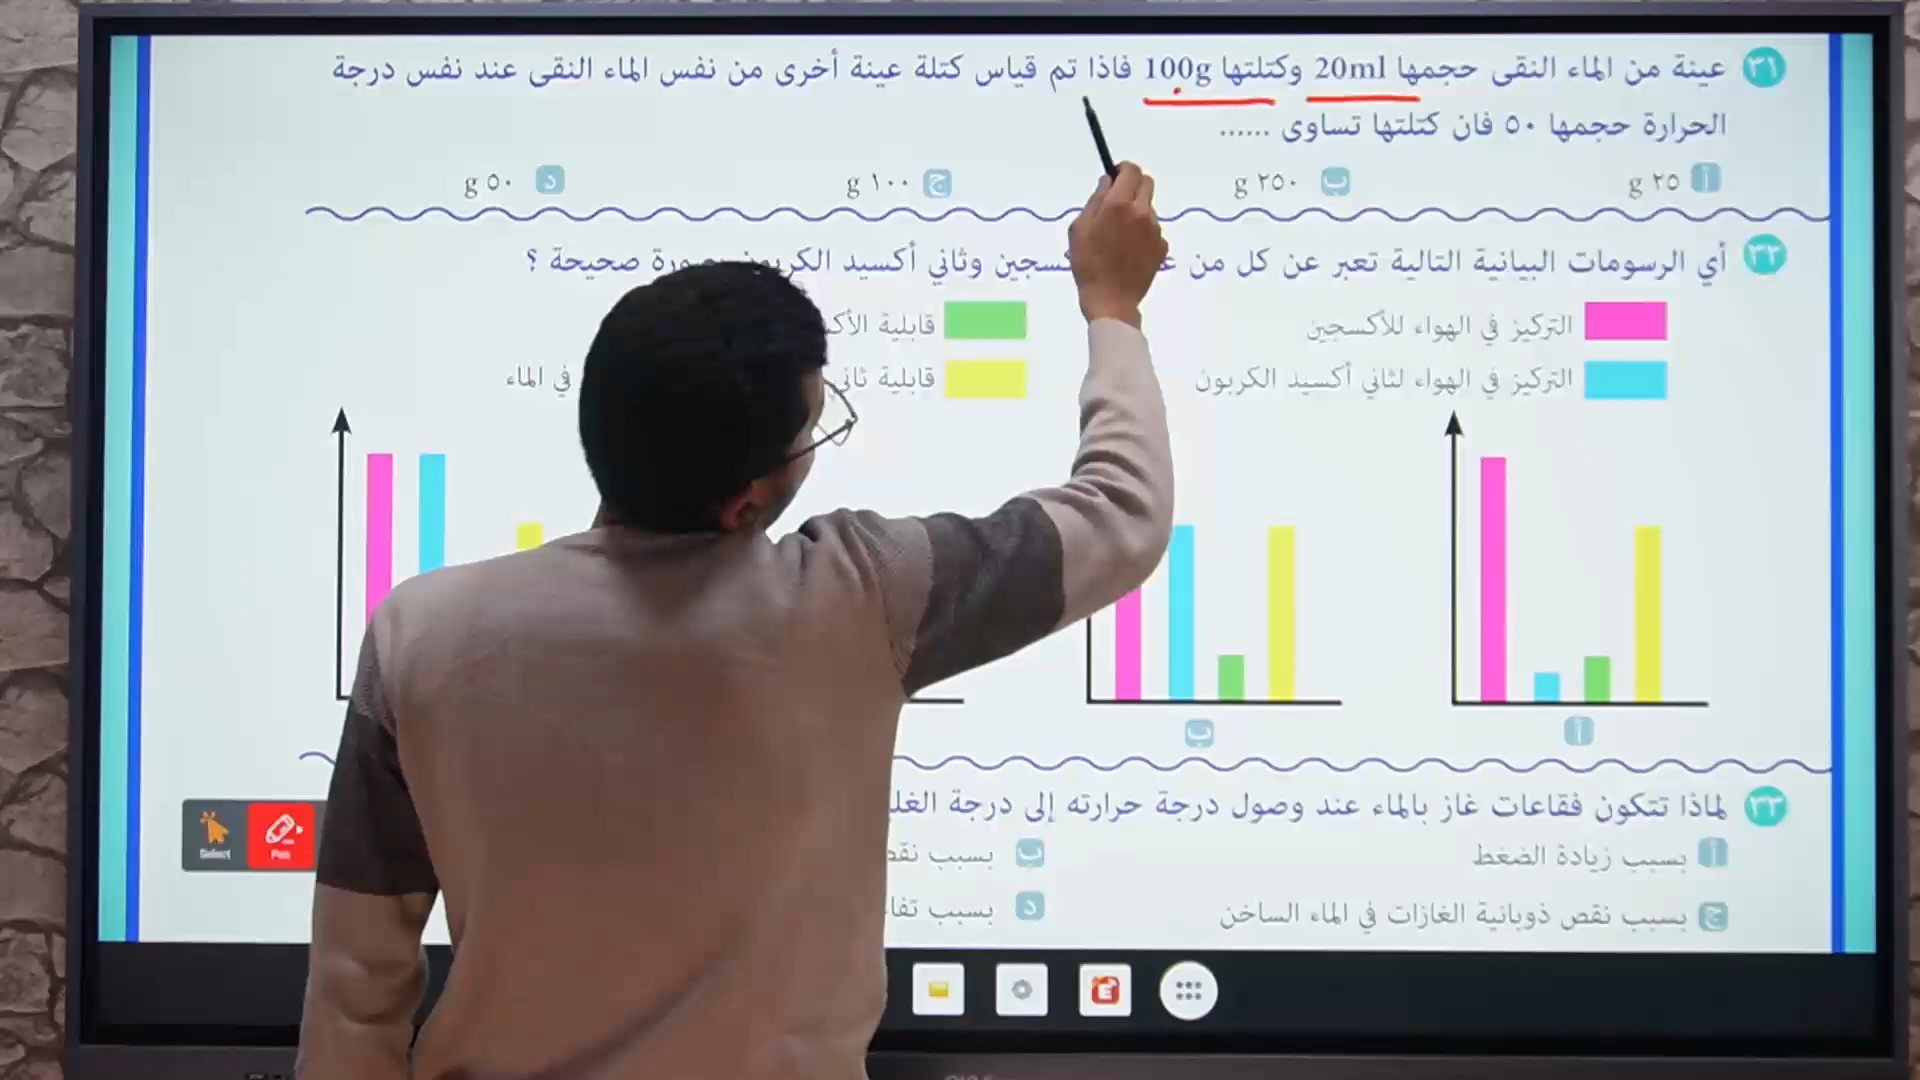 ٣١ عينة من الماء النقى حجمها 20ml وكتلتها 100g فاذا تم قياس كتلة عينة أخرى من نفس الماء النقى عند نفس درجة
الحرارة حجمها ٥٠ فان كتلتها تساوى ......
أ ٢٥ g ب ٢٥٠ g ج ١٠٠ g د ٥٠ g
٣٢ أي الرسومات البيانية التالية تعبر عن كل من كسجين وثاني أكسيد الكربون بصورة صحيحة ؟
التركيز في الهواء للأكسجين قابلية
التركيز في الهواء لثاني أكسيد الكربون قابلية ثاني في الماء
أ ب
٣٣ لماذا تتكون فقاعات غاز بالماء عند وصول درجة حرارته إلى درجة
أ بسبب زيادة الضغط ب بسبب
ج بسبب نقص ذوبانية الغازات في الماء الساخن د بسبب
Select Pen